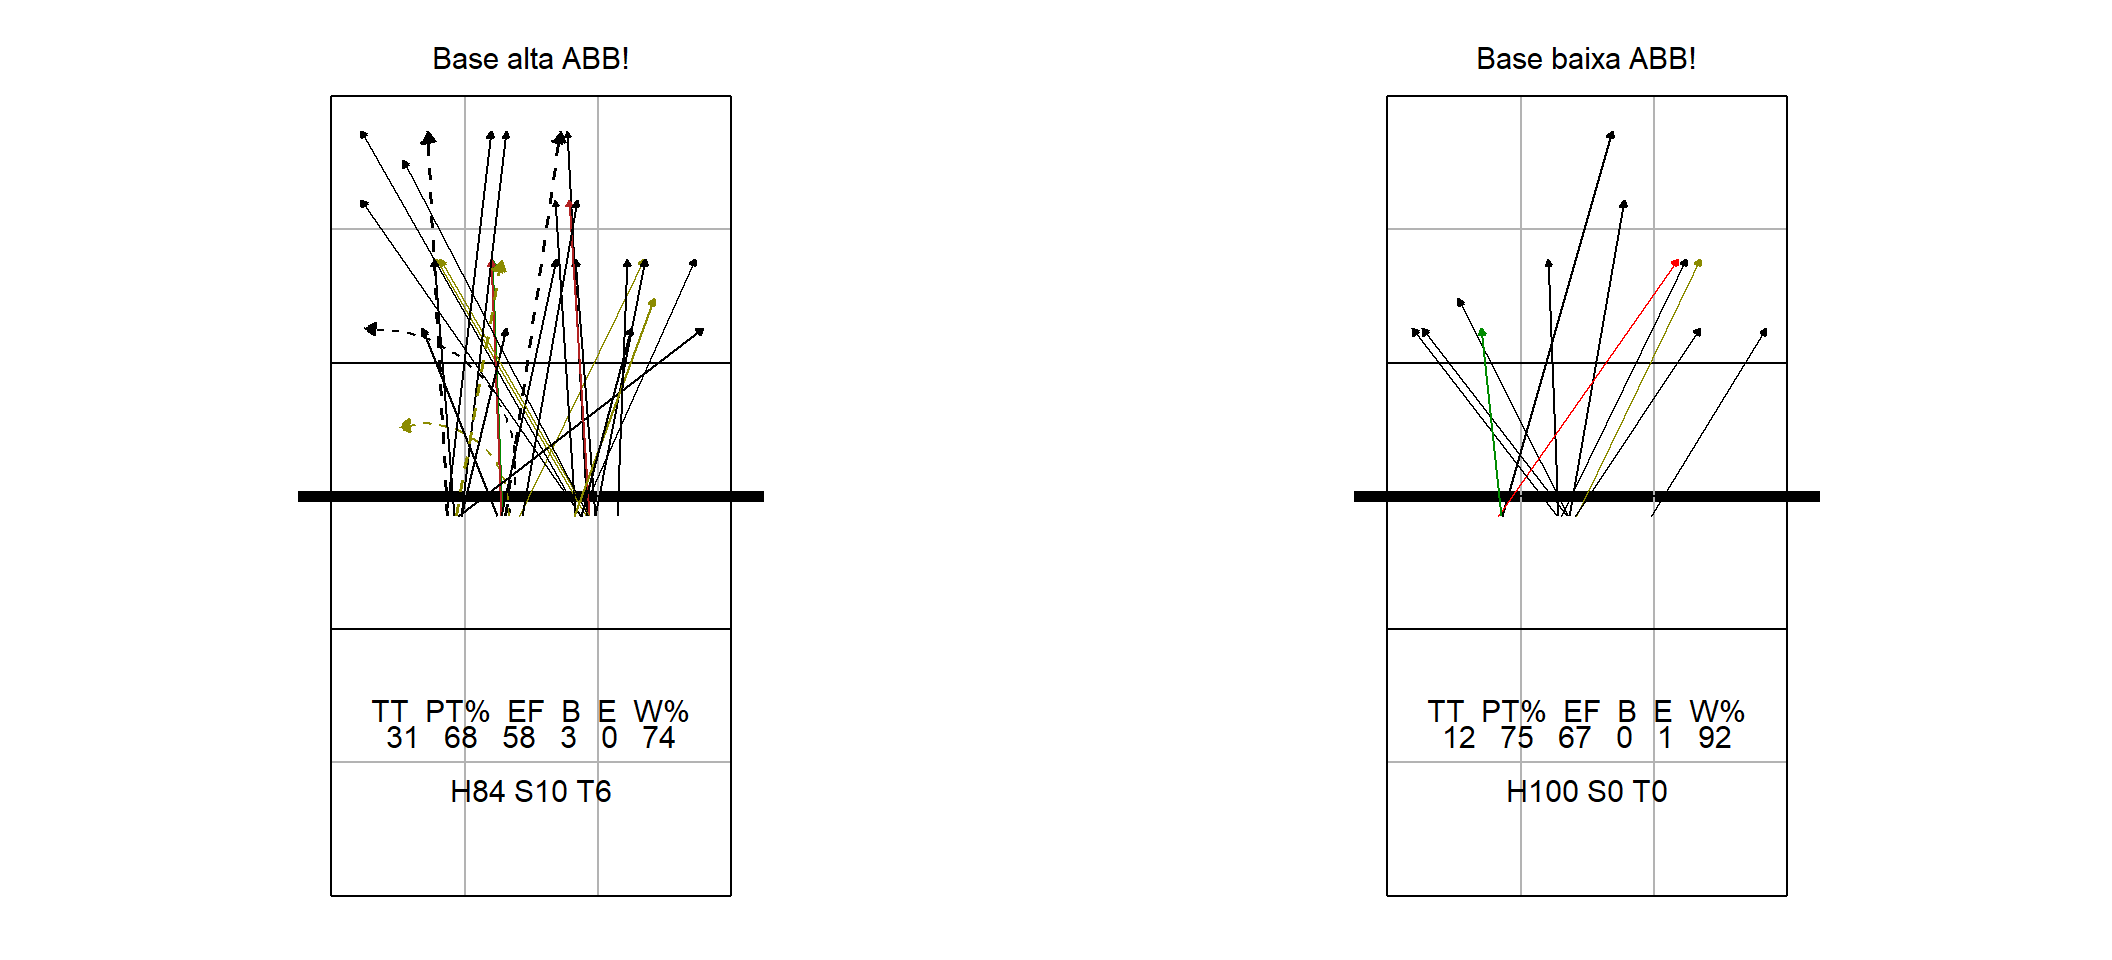 Base alta ABB!
TT PT% EF B E W%
31 68 58 3 0 74
H84 S10 T6
Base baixa ABB!
TT PT% EF B E W%
12 75 67 0 1 92
H100 S0 T0